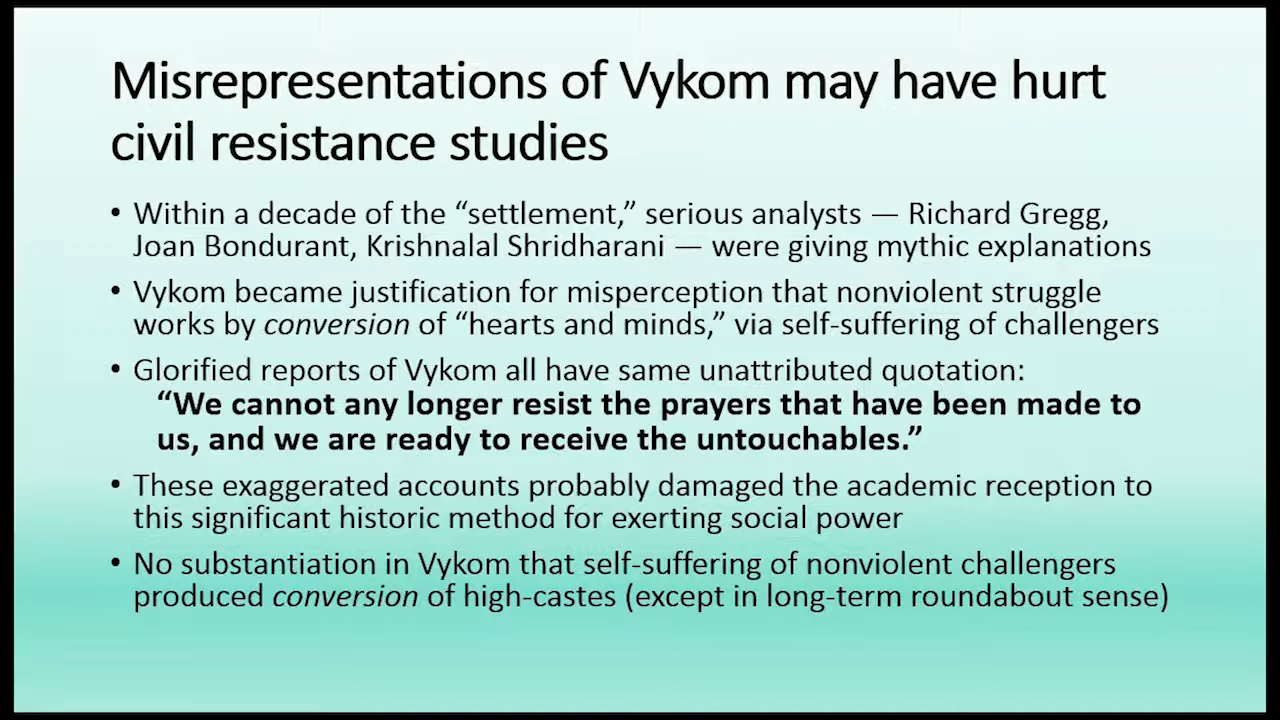 Misrepresentations of Vykom may have hurt
civil resistance studies
• Within a decade of the “settlement,” serious analysts — Richard Gregg,
Joan Bondurant, Krishnalal Shridharani — were giving mythic explanations
• Vykom became justification for misperception that nonviolent struggle
works by conversion of “hearts and minds,” via self-suffering of challengers
• Glorified reports of Vykom all have same unattributed quotation:
“We cannot any longer resist the prayers that have been made to
us, and we are ready to receive the untouchables.”
• These exaggerated accounts probably damaged the academic reception to
this significant historic method for exerting social power
• No substantiation in Vykom that self-suffering of nonviolent challengers
produced conversion of high-castes (except in long-term roundabout sense)